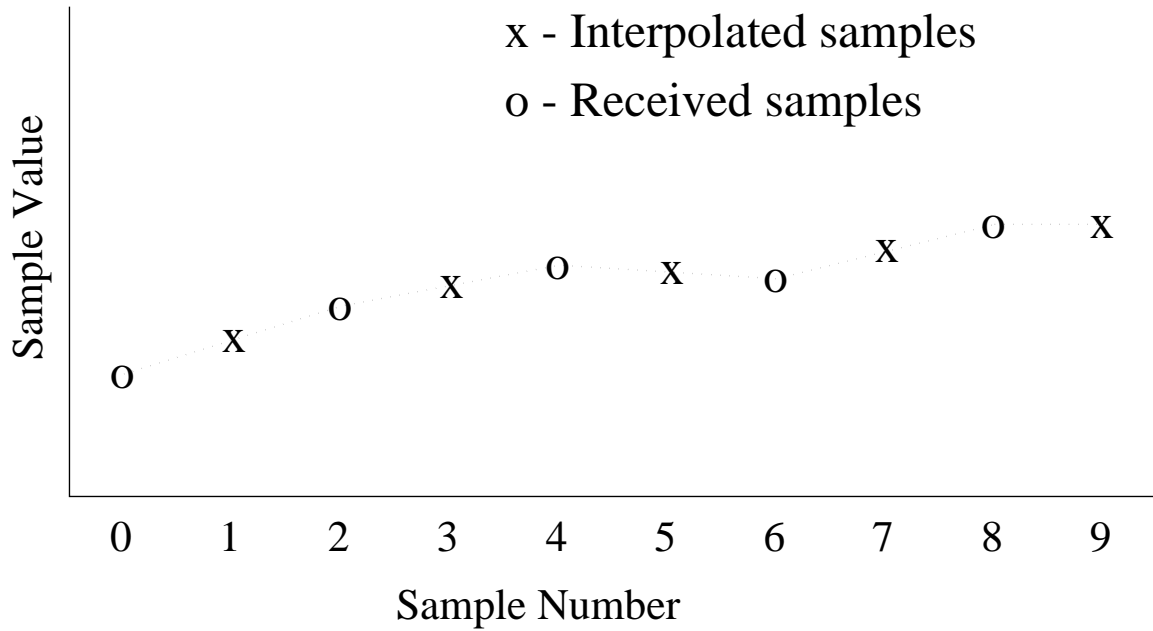 x - Interpolated samples
o - Received samples
Sample Value
0 1 2 3 4 5 6 7 8 9
Sample Number